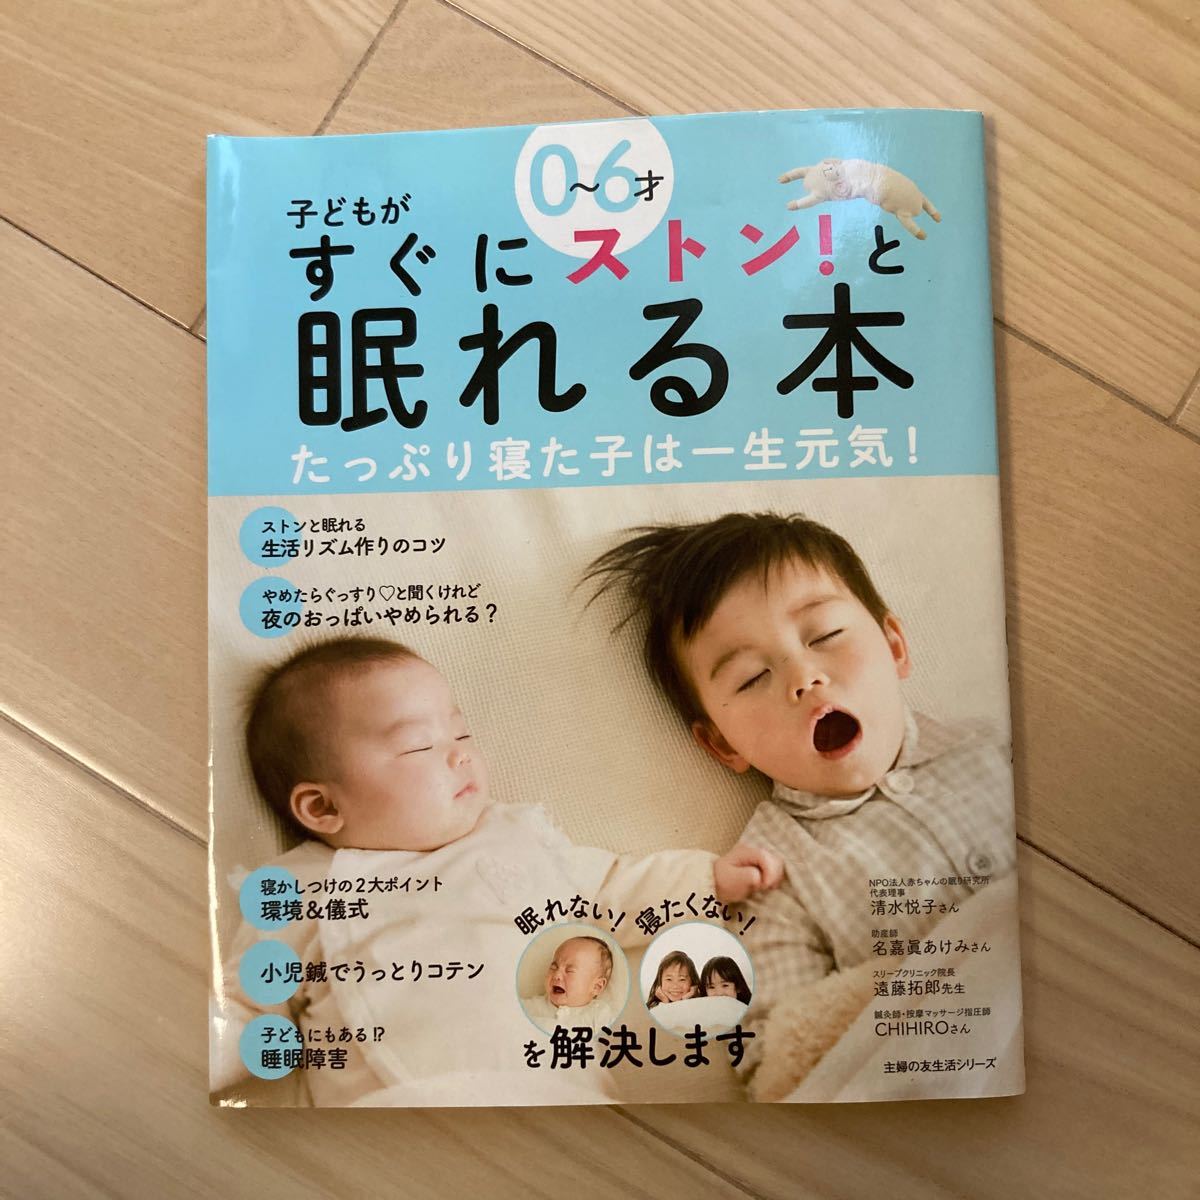 0〜6才
子どもが
すぐにストン!と
眠れる本
たっぷり寝た子は一生元気!
ストンと眠れる
生活リズム作りのコツ
やめたらぐっすり♡と聞くけれど
夜のおっぱいやめられる?
寝かしつけの2大ポイント
環境&儀式
小児鍼でうっとりコテン
子どもにもある!?
睡眠障害
眠れない!
寝たくない!
を解決します
NPO法人赤ちゃんの眠り研究所
代表理事
清水悦子さん
助産師
名嘉眞あけみさん
スリープクリニック院長
遠藤拓郎先生
鍼灸師・按摩マッサージ指圧師
CHIHIROさん
主婦の友生活シリーズ